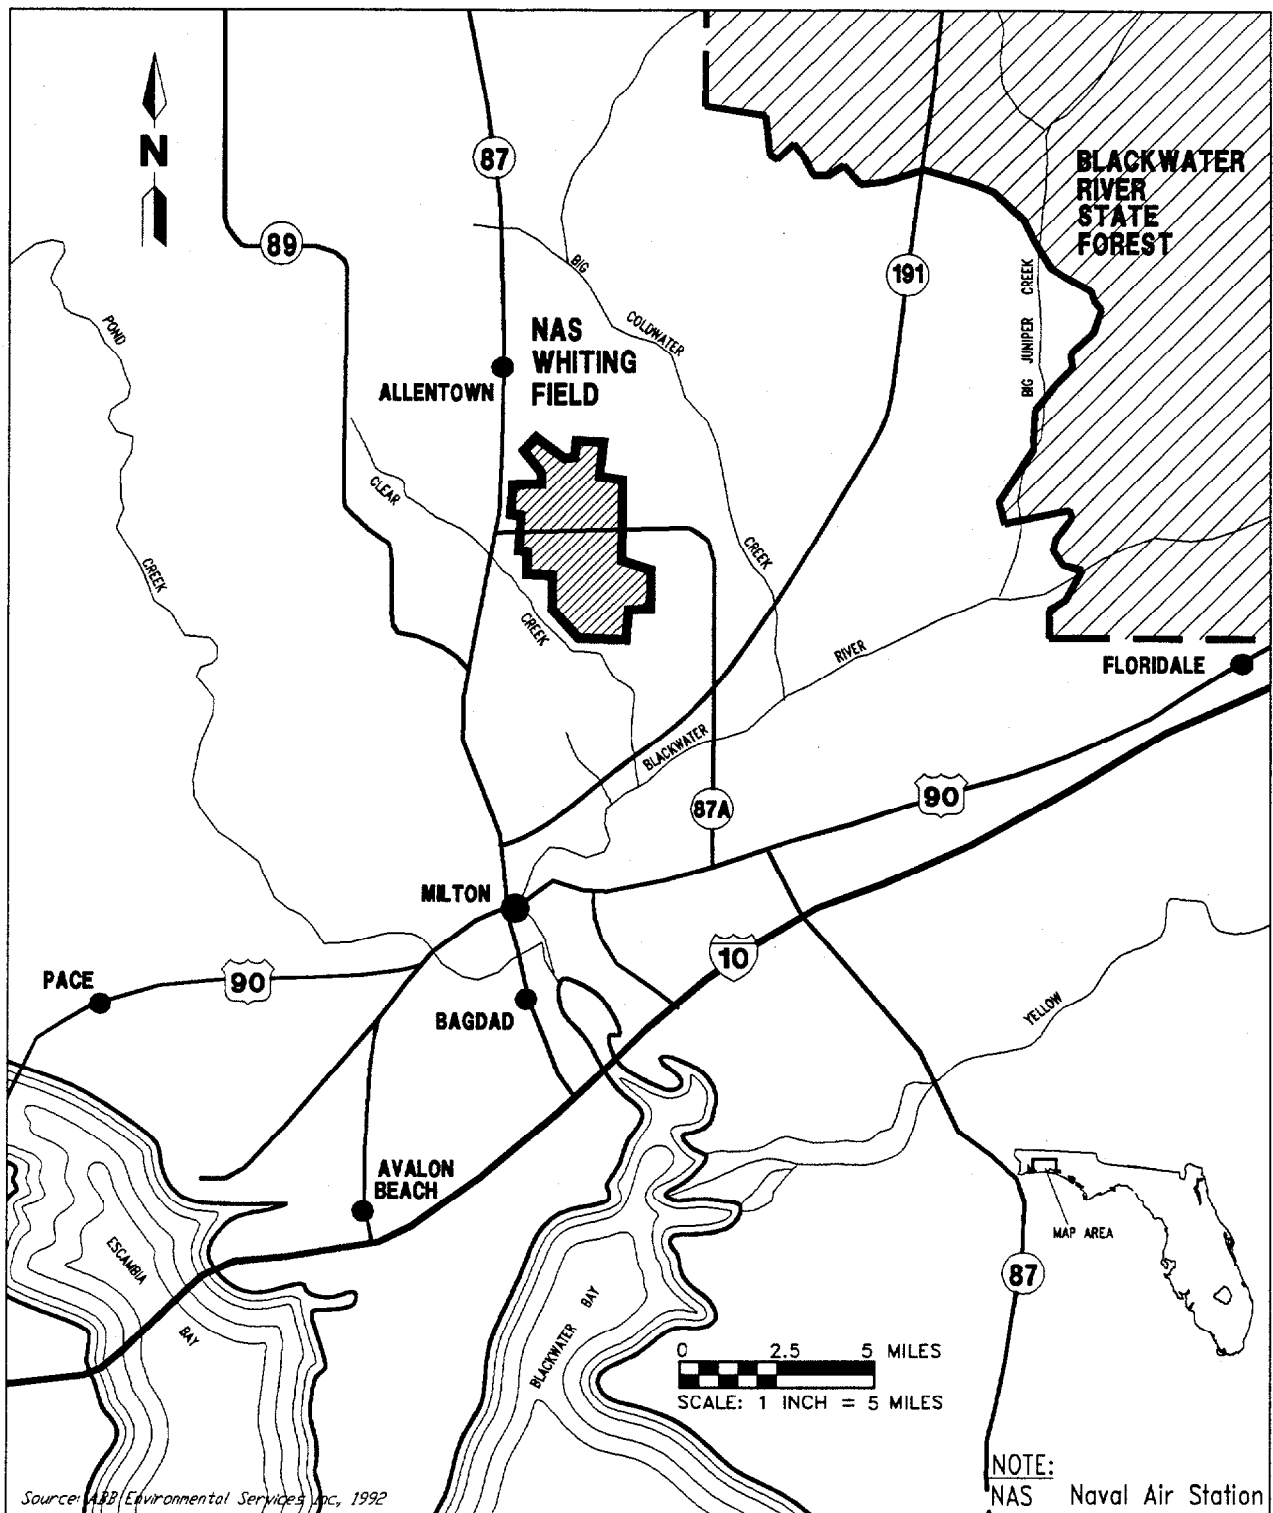 N
87
89
191
BLACKWATER
RIVER
STATE
FOREST
BIG
COLDWATER
CREEK
BIG JUNIPER CREEK
POND
CREEK
NAS
WHITING
FIELD
ALLENTOWN
CLEAR
CREEK
RIVER
BLACKWATER
FLORIDALE
87A
90
MILTON
10
PACE
90
BAGDAD
YELLOW
AVALON
BEACH
MAP AREA
ESCAMBIA
BAY
BLACKWATER
BAY
87
0 2.5 5 MILES
SCALE: 1 INCH = 5 MILES
NOTE:
NAS Naval Air Station
Source: ABB Environmental Services Inc, 1992